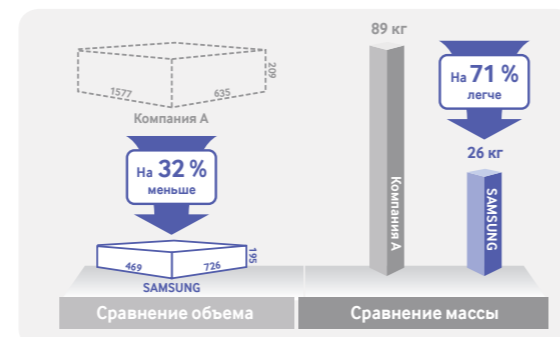 1577
635
209
Компания А
На 32 %
меньше
469
726
195
SAMSUNG
Сравнение объема
89 кг
Компания А
На 71 %
легче
26 кг
SAMSUNG
Сравнение массы